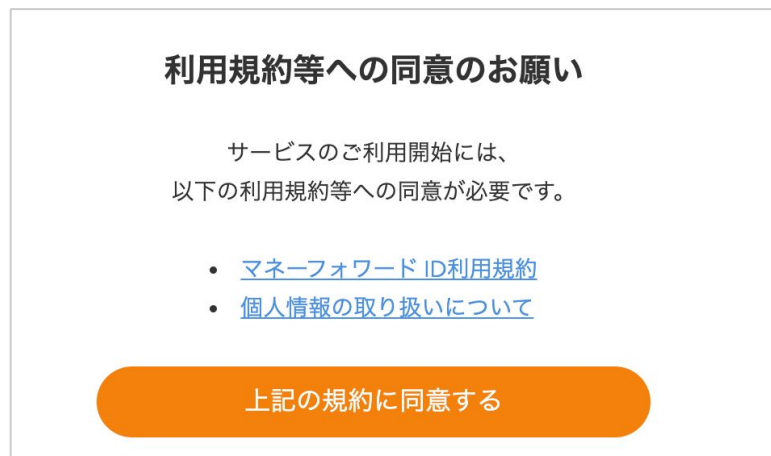 利用規約等への同意のお願い
サービスのご利用開始には、
以下の利用規約等への同意が必要です。
• マネーフォワード ID利用規約
• 個人情報の取り扱いについて
上記の規約に同意する